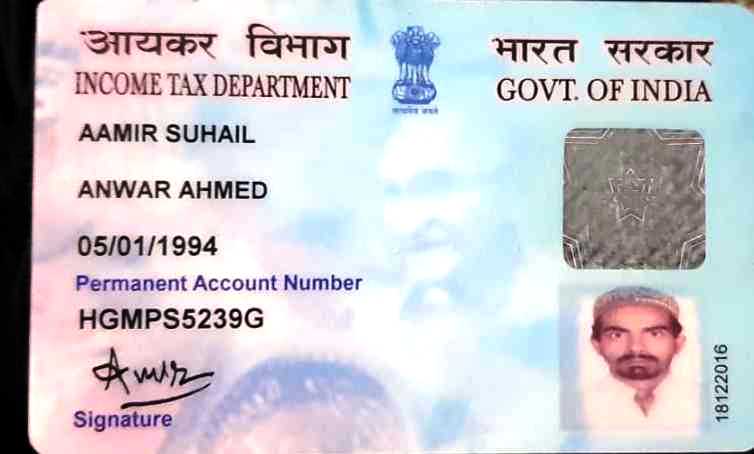 आयकर विभाग
INCOME TAX DEPARTMENT
भारत सरकार
GOVT. OF INDIA
सत्यमेव जयते
AAMIR SUHAIL
ANWAR AHMED
05/01/1994
Permanent Account Number
HGMPS5239G
Amir
Signature
18122016